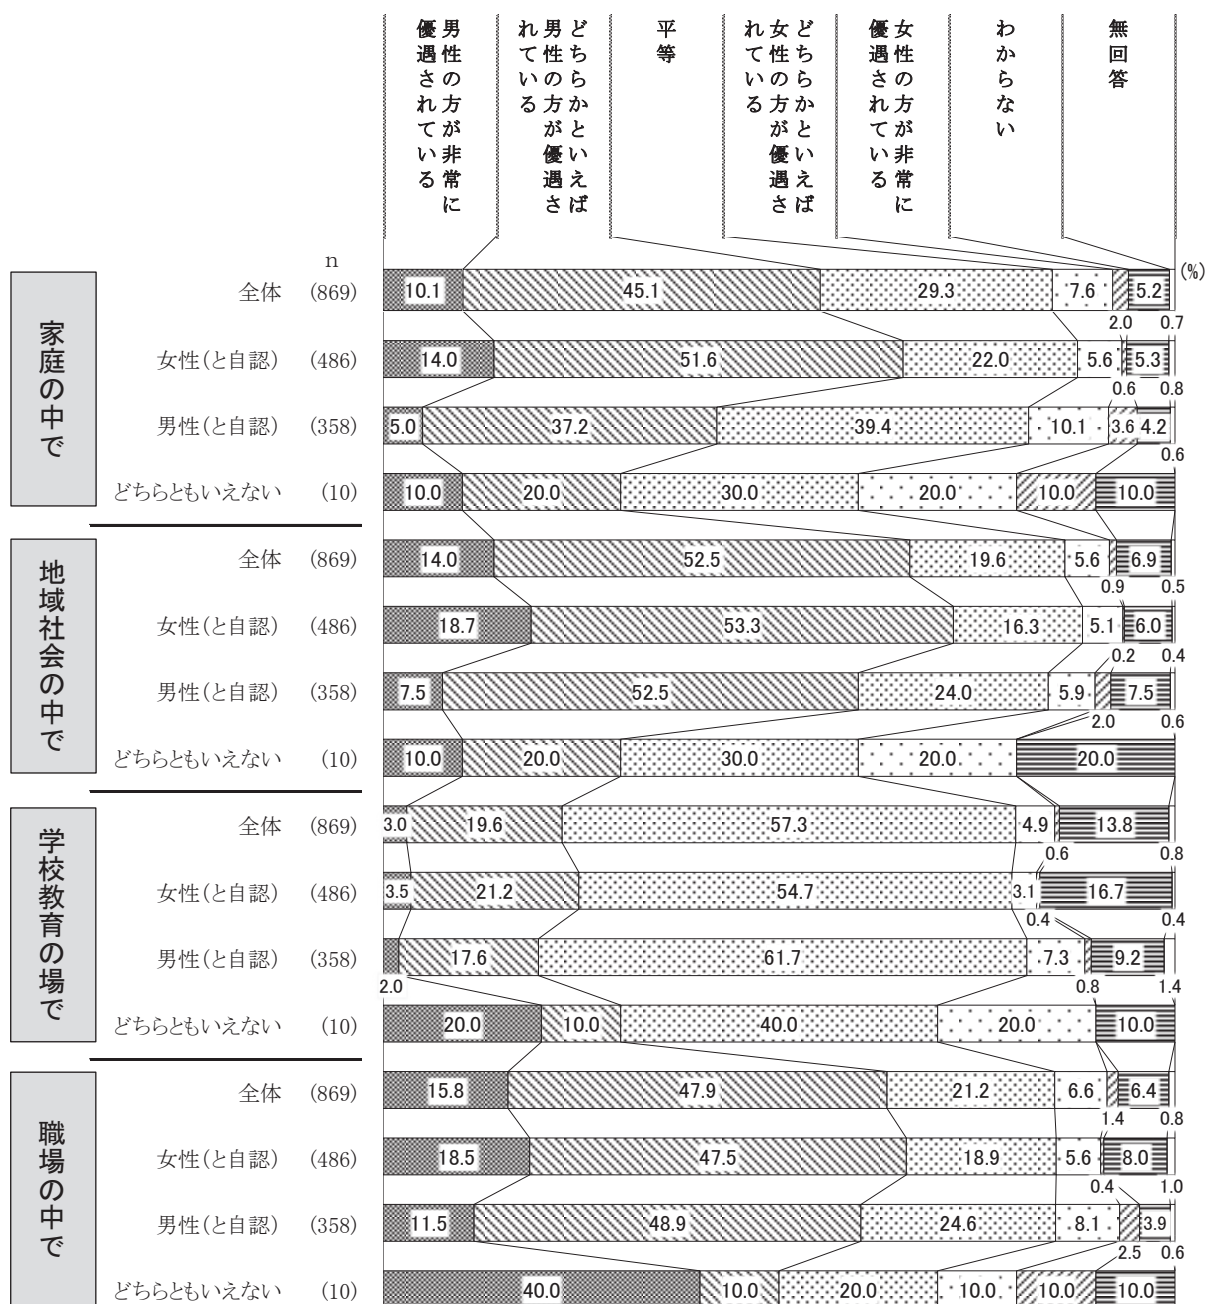 男性の方が非常に
優遇されている
どちらかといえば
男性の方が優遇さ
れている
平等
どちらかといえば
女性の方が優遇さ
れている
女性の方が非常に
優遇されている
わからない
無回答
n
(%)
家庭の中で
全体 (869) 10.1 45.1 29.3 7.6 5.2
2.0 0.7
女性(と自認) (486) 14.0 51.6 22.0 5.6 5.3
0.6 0.8
男性(と自認) (358) 5.0 37.2 39.4 10.1 3.6 4.2
0.6
どちらともいえない (10) 10.0 20.0 30.0 20.0 10.0 10.0
地域社会の中で
全体 (869) 14.0 52.5 19.6 5.6 6.9
0.9 0.5
女性(と自認) (486) 18.7 53.3 16.3 5.1 6.0
0.2 0.4
男性(と自認) (358) 7.5 52.5 24.0 5.9 7.5
2.0 0.6
どちらともいえない (10) 10.0 20.0 30.0 20.0 20.0
学校教育の場で
全体 (869) 3.0 19.6 57.3 4.9 13.8
0.6 0.8
女性(と自認) (486) 3.5 21.2 54.7 3.1 16.7
0.4 0.4
男性(と自認) (358) 17.6 61.7 7.3 9.2
2.0 0.8 1.4
どちらともいえない (10) 20.0 10.0 40.0 20.0 10.0
職場の中で
全体 (869) 15.8 47.9 21.2 6.6 6.4
1.4 0.8
女性(と自認) (486) 18.5 47.5 18.9 5.6 8.0
0.4 1.0
男性(と自認) (358) 11.5 48.9 24.6 8.1 3.9
2.5 0.6
どちらともいえない (10) 40.0 10.0 20.0 10.0 10.0 10.0